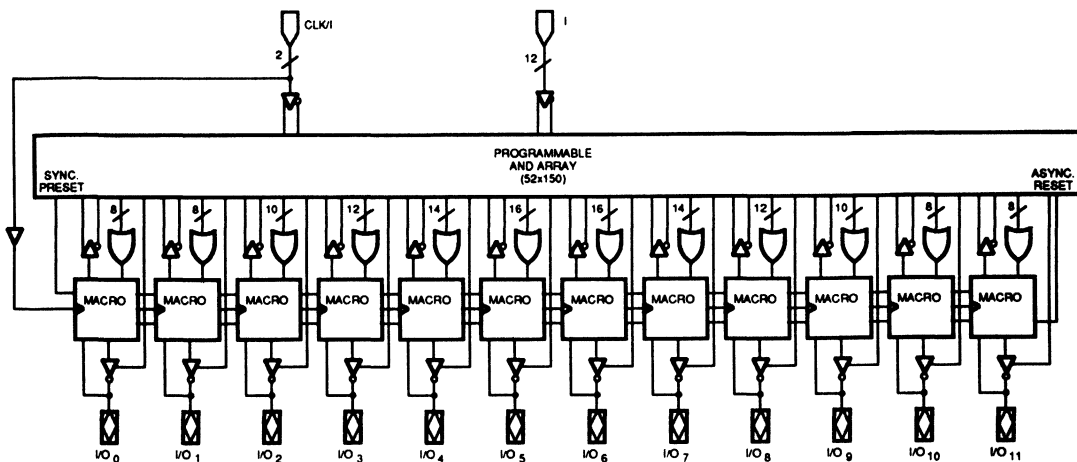 CLK/I
I
2
12
PROGRAMMABLE
AND ARRAY
(52x150)
SYNC.
PRESET
ASYNC.
RESET
8 8 10 12 14 16 16 14 12 10 8 8
MACRO MACRO MACRO MACRO MACRO MACRO MACRO MACRO MACRO MACRO MACRO MACRO
I/O 0 I/O 1 I/O 2 I/O 3 I/O 4 I/O 5 I/O 6 I/O 7 I/O 8 I/O 9 I/O 10 I/O 11